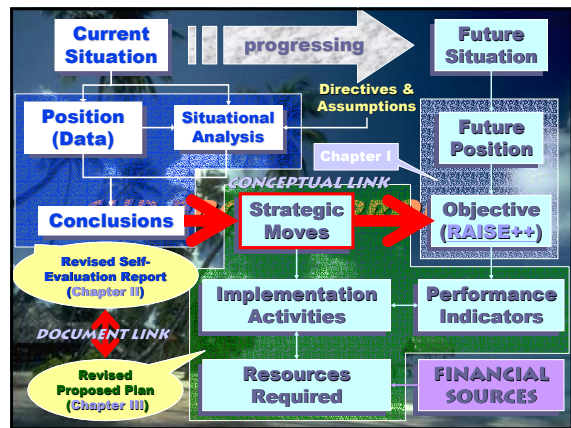 Current
Situation
progressing
Future
Situation
Directives &
Assumptions
Position
(Data)
Situational
Analysis
Future
Position
Chapter I
CONCEPTUAL LINK
Conclusions
Strategic
Moves
Objective
(RAISE++)
Revised Self-
Evaluation Report
(Chapter II)
Implementation
Activities
Performance
Indicators
DOCUMENT LINK
Revised
Proposed Plan
(Chapter III)
Resources
Required
FINANCIAL
SOURCES